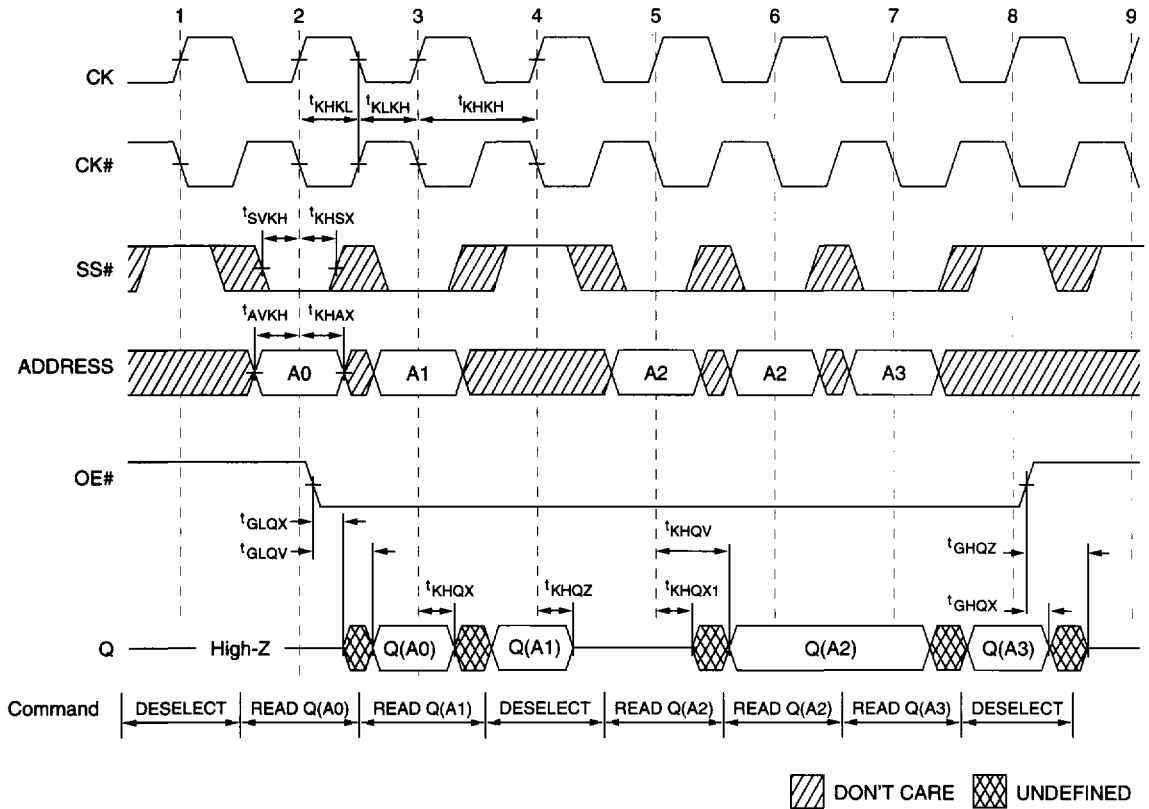 1 2 3 4 5 6 7 8 9
CK
tKHKL tKLKH tKHKH
CK#
tSVKH tKHSX
SS#
tAVKH tKHAX
ADDRESS A0 A1 A2 A2 A3
OE#
tGLQX
tKHQV
tGLQV tGHQZ
tKHQX tKHQZ tKHQX1
tGHQX
Q High-Z Q(A0) Q(A1) Q(A2) Q(A3)
Command DESELECT READ Q(A0) READ Q(A1) DESELECT READ Q(A2) READ Q(A2) READ Q(A3) DESELECT
DON'T CARE UNDEFINED